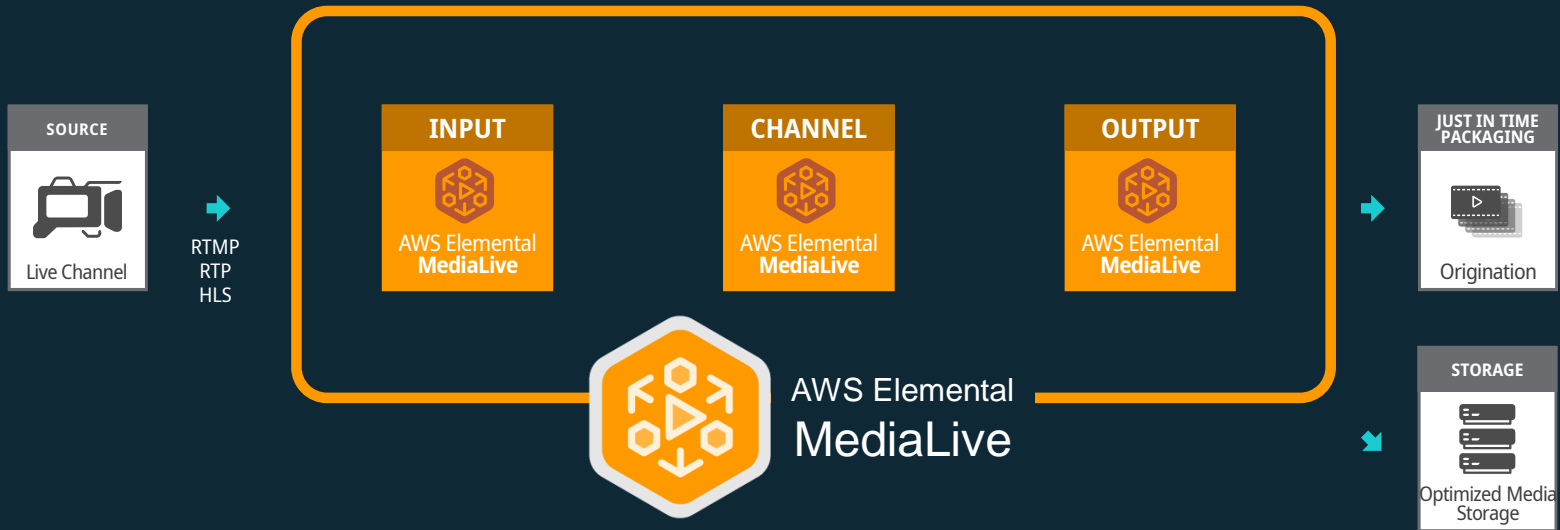 SOURCE
Live Channel
RTMP
RTP
HLS
INPUT
AWS Elemental
MediaLive
CHANNEL
AWS Elemental
MediaLive
OUTPUT
AWS Elemental
MediaLive
JUST IN TIME
PACKAGING
Origination
AWS Elemental
MediaLive
STORAGE
Optimized Media
Storage